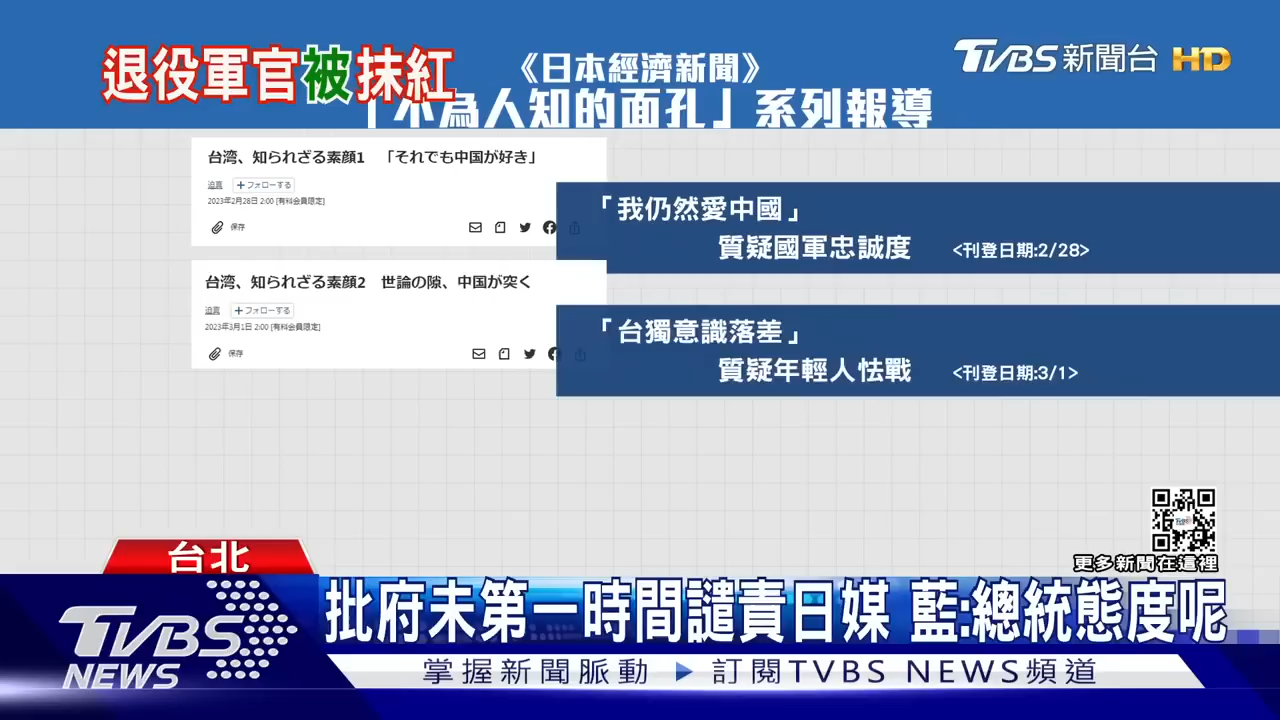 退役軍官被抹紅
《日本經濟新聞》
「不為人知的面孔」系列報導
TVBS新聞台 HD
台湾、知られざる素顔1 「それでも中国が好き」
迫真 +フォローする
2023年2月28日 2:00 [有料会員限定]
保存
「我仍然愛中國」
質疑國軍忠誠度 <刊登日期:2/28>
台湾、知られざる素顔2 世論の隙、中国が突く
迫真 +フォローする
2023年3月1日 2:00 [有料会員限定]
保存
「台獨意識落差」
質疑年輕人怯戰 <刊登日期:3/1>
更多新聞在這裡
台北
批府未第一時間譴責日媒 藍:總統態度呢
TVBS NEWS
掌握新聞脈動 ▶ 訂閱TVBS NEWS頻道